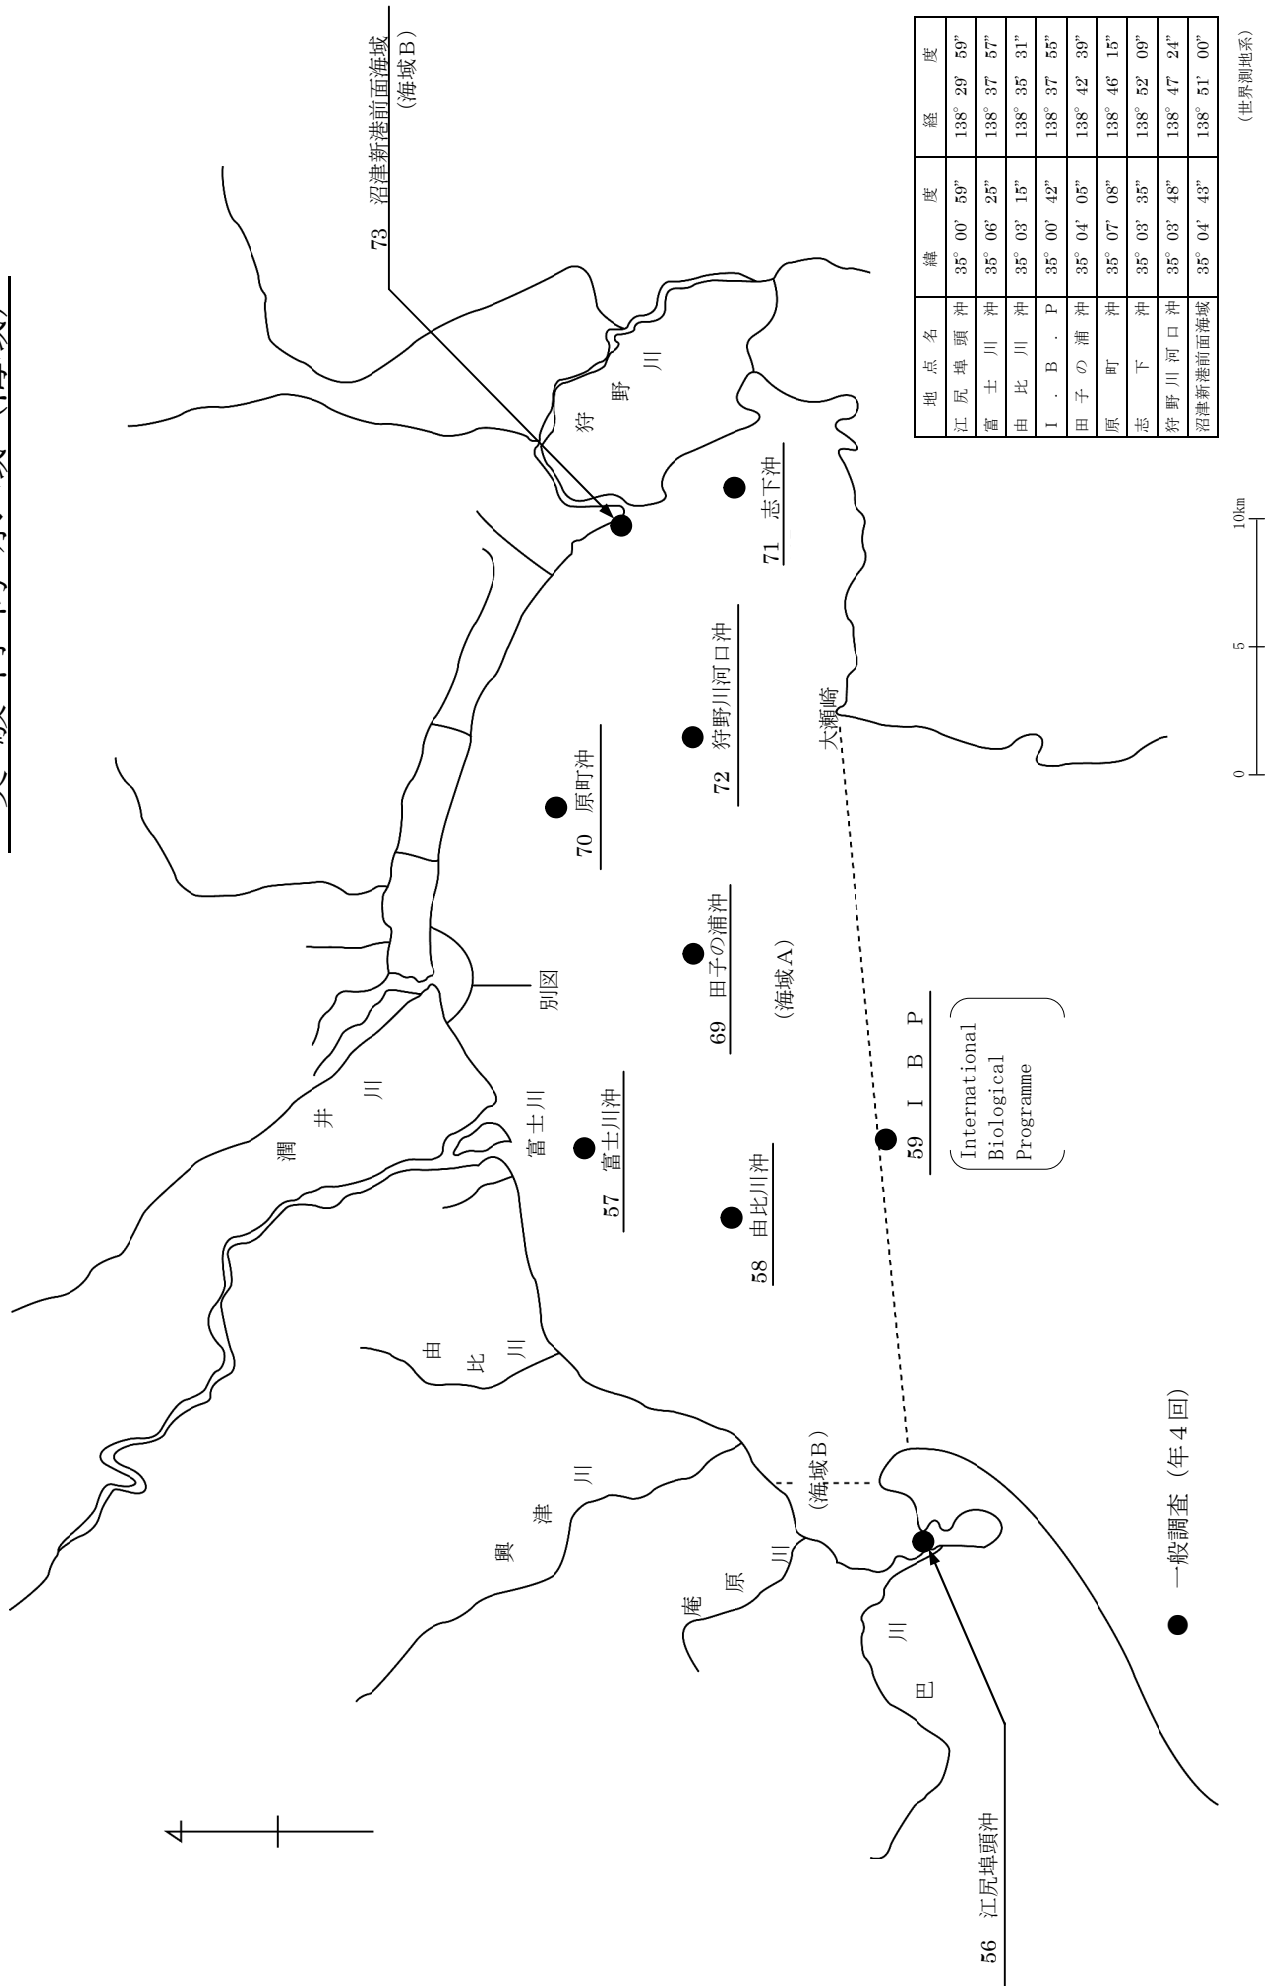 73 沼津新港前面海域
(海域B)
狩野川
71 志下沖
72 狩野川河口沖
70 原町沖
大瀬崎
69 田子の浦沖
(海域A)
別図
潤井川
富士川
57 富士川沖
58 由比川沖
59 I B P
International
Biological
Programme
由比川
興津川
庵原川
(海域B)
巴川
56 江尻埠頭沖
● 一般調査 (年4回)
0 5 10km
地点名 緯度 経度
江尻埠頭沖 35° 00' 59" 138° 29' 59"
富士川沖 35° 06' 25" 138° 37' 57"
由比川沖 35° 03' 15" 138° 35' 31"
I.B.P 35° 00' 42" 138° 37' 55"
田子の浦沖 35° 04' 05" 138° 42' 39"
原町沖 35° 07' 08" 138° 46' 15"
志下沖 35° 03' 35" 138° 52' 09"
狩野川河口沖 35° 03' 48" 138° 47' 24"
沼津新港前面海域 35° 04' 43" 138° 51' 00"
(世界測地系)